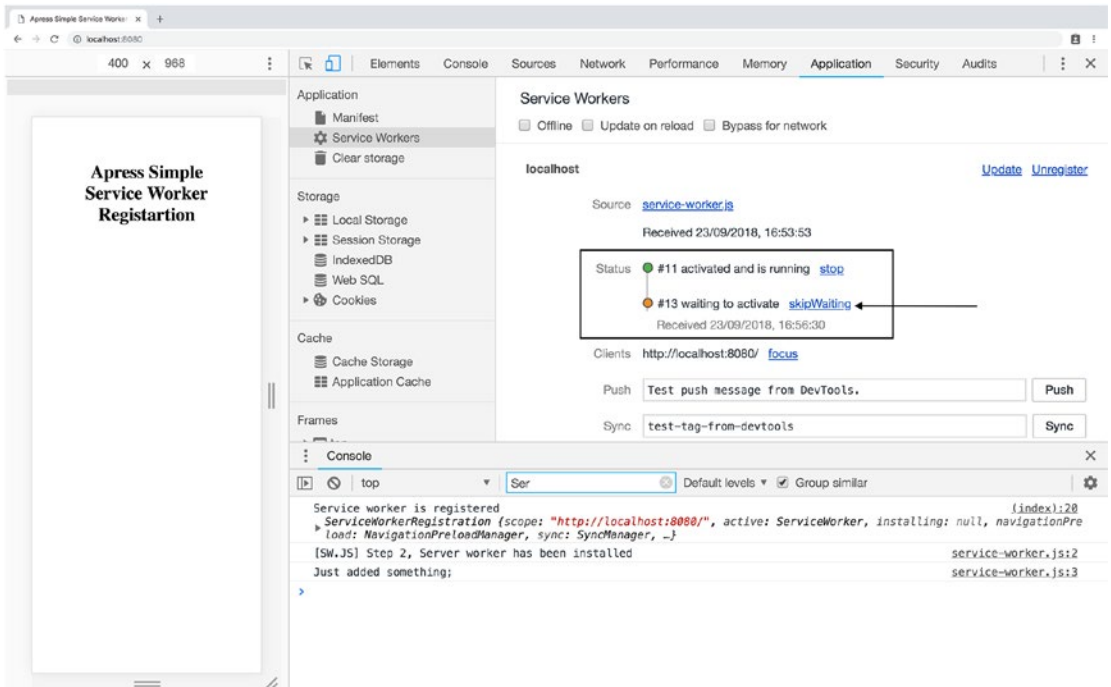 Apress Simple Service Worker
localhost:8080
400 x 968
Elements Console Sources Network Performance Memory Application Security Audits
Apress Simple
Service Worker
Registartion
Application
Manifest
Service Workers
Clear storage
Storage
Local Storage
Session Storage
IndexedDB
Web SQL
Cookies
Cache
Cache Storage
Application Cache
Frames
Service Workers
Offline Update on reload Bypass for network
localhost Update Unregister
Source service-worker.js
Received 23/09/2018, 16:53:53
Status #11 activated and is running stop
#13 waiting to activate skipWaiting
Received 23/09/2018, 16:56:30
Clients http://localhost:8080/ focus
Push Test push message from DevTools. Push
Sync test-tag-from-devtools Sync
Console
top Ser Default levels Group similar
Service worker is registered (index):20
ServiceWorkerRegistration {scope: "http://localhost:8080/", active: ServiceWorker, installing: null, navigationPre
load: NavigationPreloadManager, sync: SyncManager, …}
[SW.JS] Step 2, Server worker has been installed service-worker.js:2
Just added something; service-worker.js:3